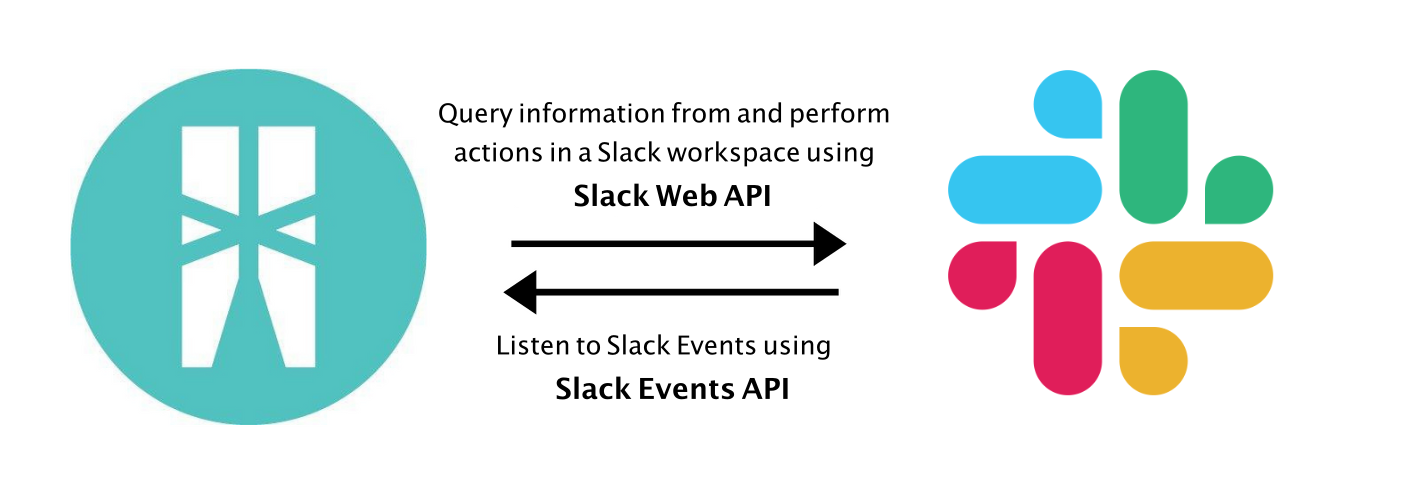 Query information from and perform
actions in a Slack workspace using
Slack Web API
Listen to Slack Events using
Slack Events API